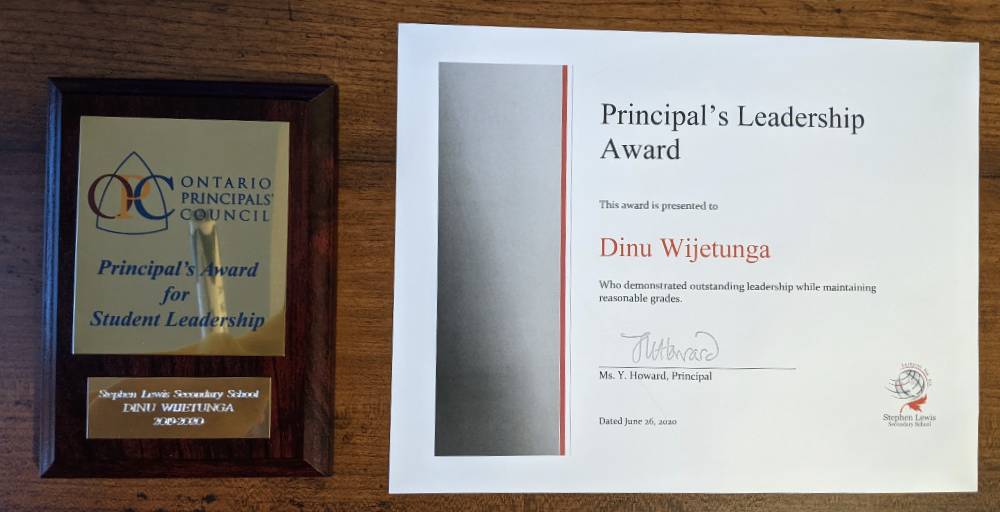 OPC
ONTARIO
PRINCIPALS'
COUNCIL
Principal's Award
for
Student Leadership
Stephen Lewis Secondary School
DINU WIJETUNGA
2019-2020
Principal's Leadership
Award
This award is presented to
Dinu Wijetunga
Who demonstrated outstanding leadership while maintaining
reasonable grades.
Ms. Y. Howard, Principal
Dated June 26, 2020
Stephen Lewis
Secondary School